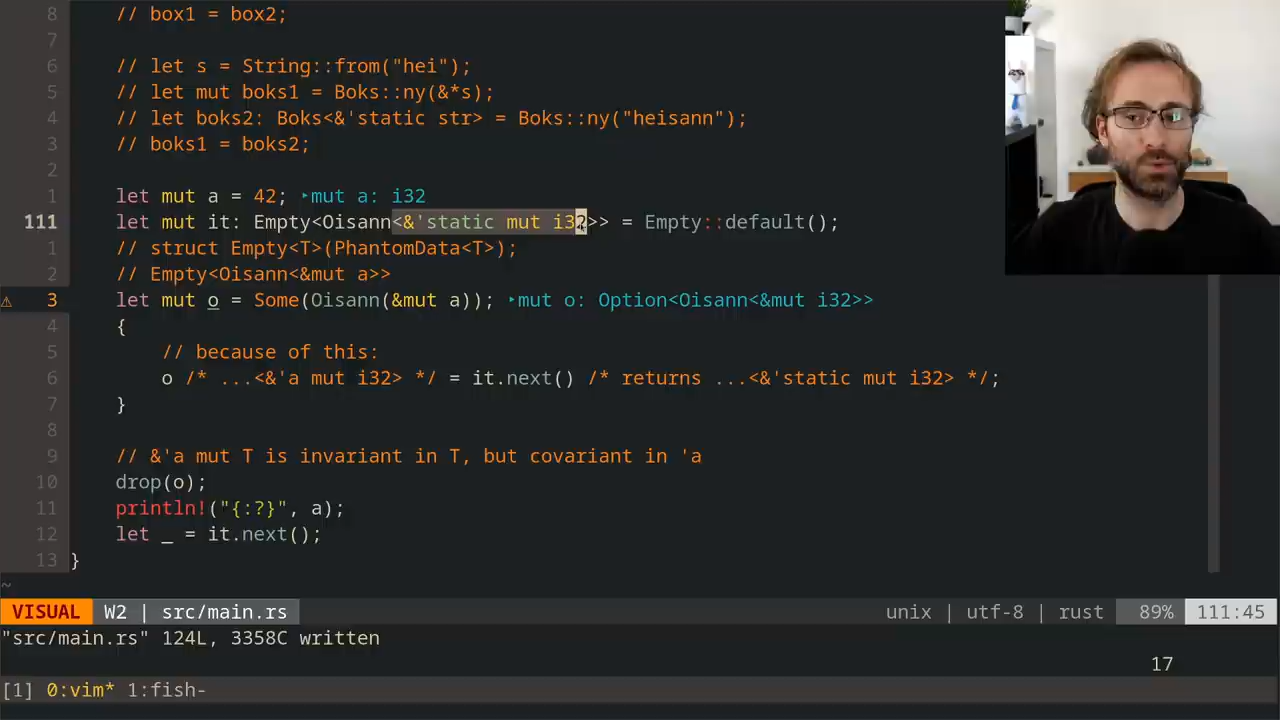 8 // box1 = box2;
7
6 // let s = String::from("hei");
5 // let mut boks1 = Boks::ny(&*s);
4 // let boks2: Boks<&'static str> = Boks::ny("heisann");
3 // boks1 = boks2;
2
1 let mut a = 42; ‣mut a: i32
111 let mut it: Empty<Oisann<&'static mut i32>> = Empty::default();
1 // struct Empty<T>(PhantomData<T>);
2 // Empty<Oisann<&mut a>>
⚠ 3 let mut o = Some(Oisann(&mut a)); ‣mut o: Option<Oisann<&mut i32>>
4 {
5 // because of this:
6 o /* ...<&'a mut i32> */ = it.next() /* returns ...<&'static mut i32> */;
7 }
8
9 // &'a mut T is invariant in T, but covariant in 'a
10 drop(o);
11 println!("{:?}", a);
12 let _ = it.next();
13 }
~
VISUAL W2 | src/main.rs unix | utf-8 | rust 89% 111:45
"src/main.rs" 124L, 3358C written
17
[1] 0:vim* 1:fish-